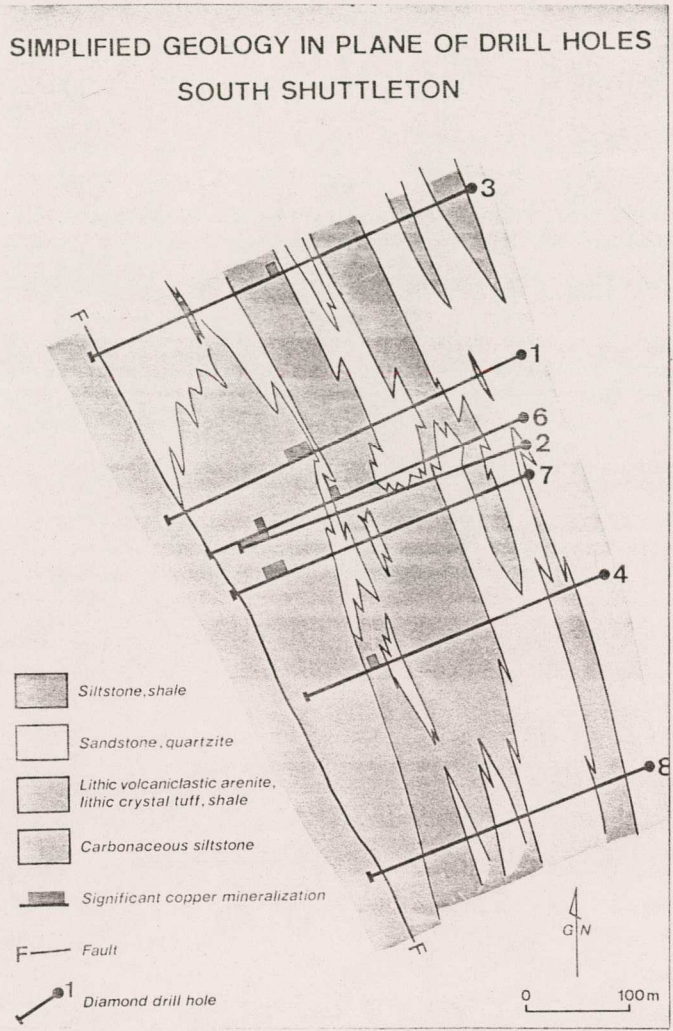 SIMPLIFIED GEOLOGY IN PLANE OF DRILL HOLES
SOUTH SHUTTLETON
3
F
1
6
2
7
4
8
Siltstone, shale
Sandstone, quartzite
Lithic volcaniclastic arenite,
lithic crystal tuff, shale
Carbonaceous siltstone
Significant copper mineralization
F Fault
1 Diamond drill hole
F
G N
0 100m